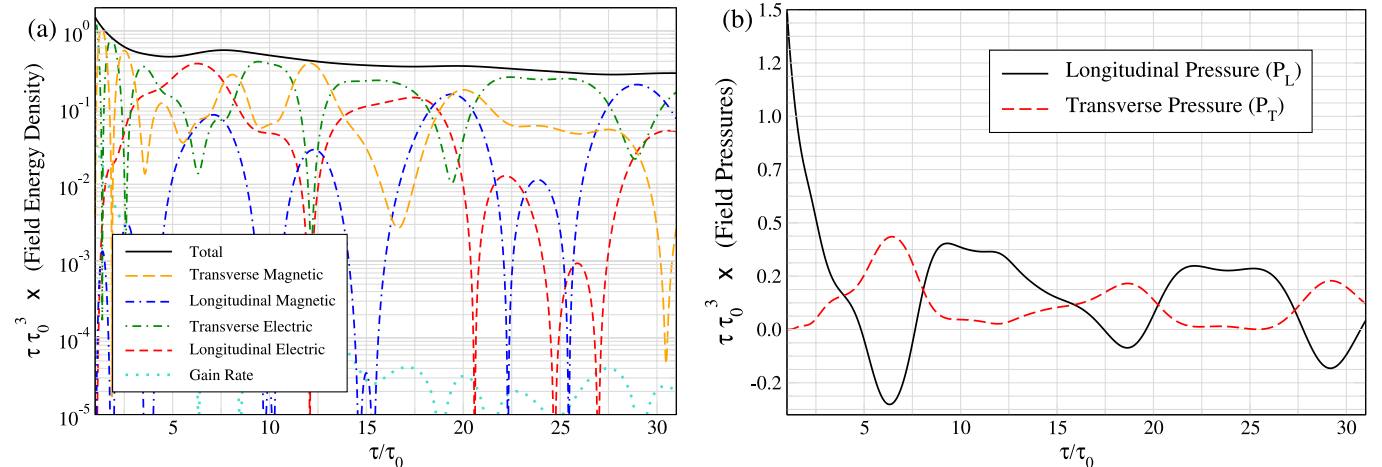 (a)
τ τ₀³ x (Field Energy Density)
10⁰
10⁻¹
10⁻²
10⁻³
10⁻⁴
10⁻⁵
Total
Transverse Magnetic
Longitudinal Magnetic
Transverse Electric
Longitudinal Electric
Gain Rate
5 10 15 20 25 30
τ/τ₀
(b)
τ τ₀³ x (Field Pressures)
1.5
1.2
1.0
0.7
0.5
0.2
0.0
-0.2
Longitudinal Pressure (P_L)
Transverse Pressure (P_T)
5 10 15 20 25 30
τ/τ₀